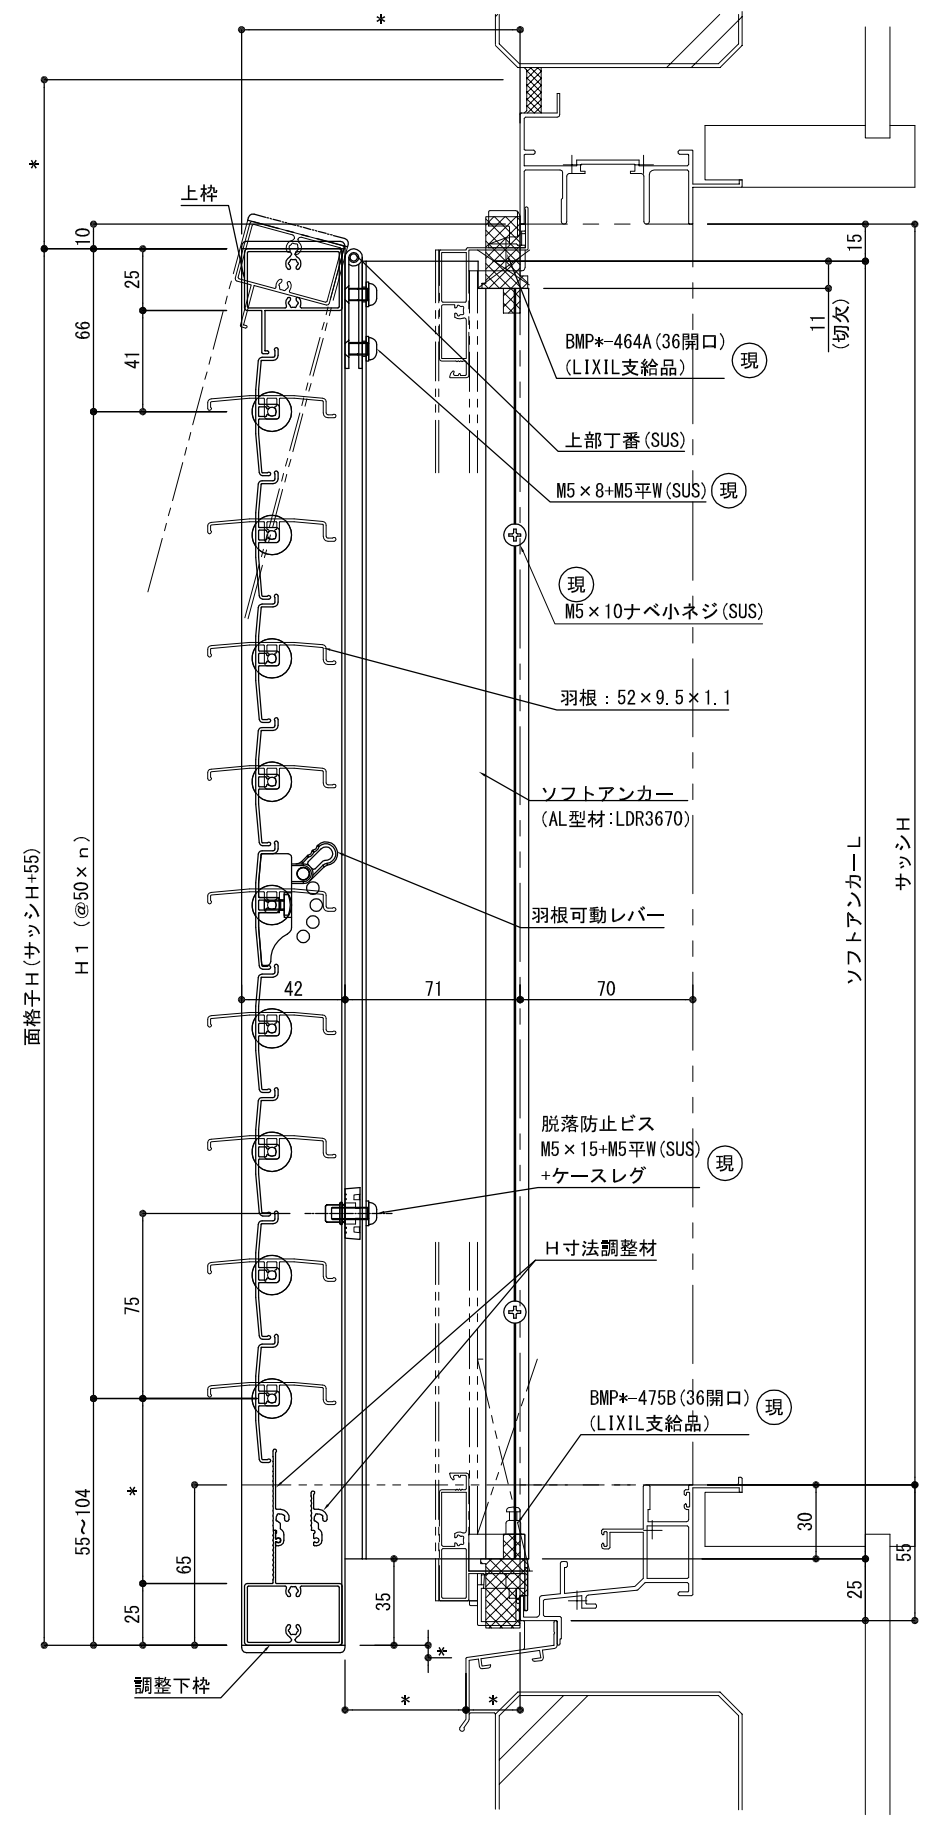 *
*
上枠
10
25
66
41
15
11
(切欠)
BMP*-464A(36開口)
(LIXIL支給品)
現
上部丁番(SUS)
M5×8+M5平W(SUS)
現
現
M5×10ナベ小ネジ(SUS)
羽根：52×9.5×1.1
ソフトアンカー
(AL型材:LDR3670)
サッシH
ソフトアンカーL
面格子H(サッシH+55)
H1 (@50×n)
羽根可動レバー
42
71
70
脱落防止ビス
M5×15+M5平W(SUS)
+ケースレグ
現
H寸法調整材
75
BMP*-475B(36開口)
(LIXIL支給品)
現
*
55～104
65
30
55
25
35
25
*
調整下枠
*
*